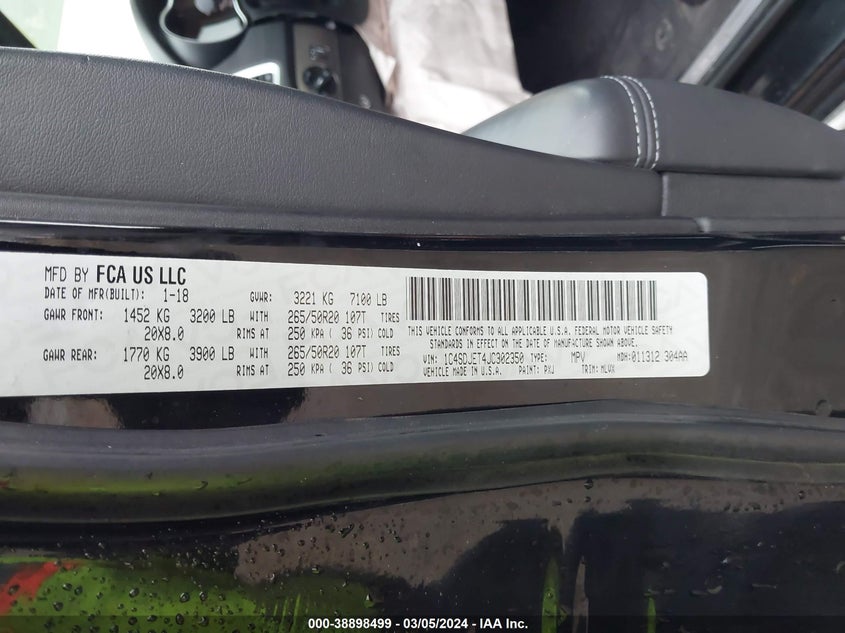 MFD BY FCA US LLC
DATE OF MFR(BUILT): 1-18 GVWR: 3221 KG 7100 LB
GAWR FRONT: 1452 KG 3200 LB 265/50R20 107T TIRES
20X8.0 RIMS AT 250 KPA ( 36 PSI) COLD
GAWR REAR: 1770 KG 3900 LB 265/50R20 107T TIRES
20X8.0 RIMS AT 250 KPA ( 36 PSI) COLD
THIS VEHICLE CONFORMS TO ALL APPLICABLE U.S.A. FEDERAL MOTOR VEHICLE SAFETY
STANDARDS IN EFFECT ON THE DATE OF MANUFACTURE SHOWN ABOVE.
VIN: 1C4SDJET4JC302350 TYPE: MPV MDH: 011312 304AA
VEHICLE MADE IN U.S.A. PAINT: PXJ TRIM: MLVX
000-38898499 - 03/05/2024 - IAA Inc.